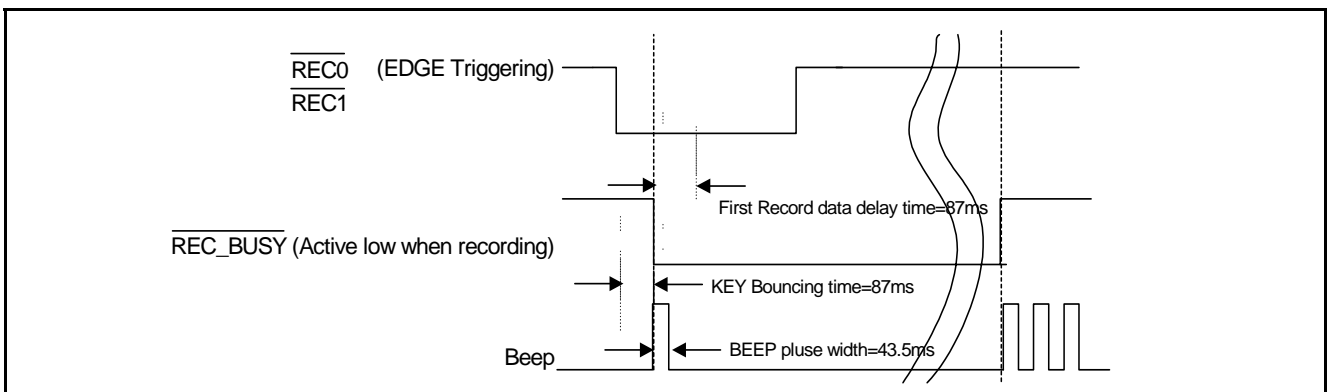 REC0 (EDGE Triggering)
REC1
First Record data delay time=87ms
REC_BUSY (Active low when recording)
KEY Bouncing time=87ms
BEEP pluse width=43.5ms
Beep